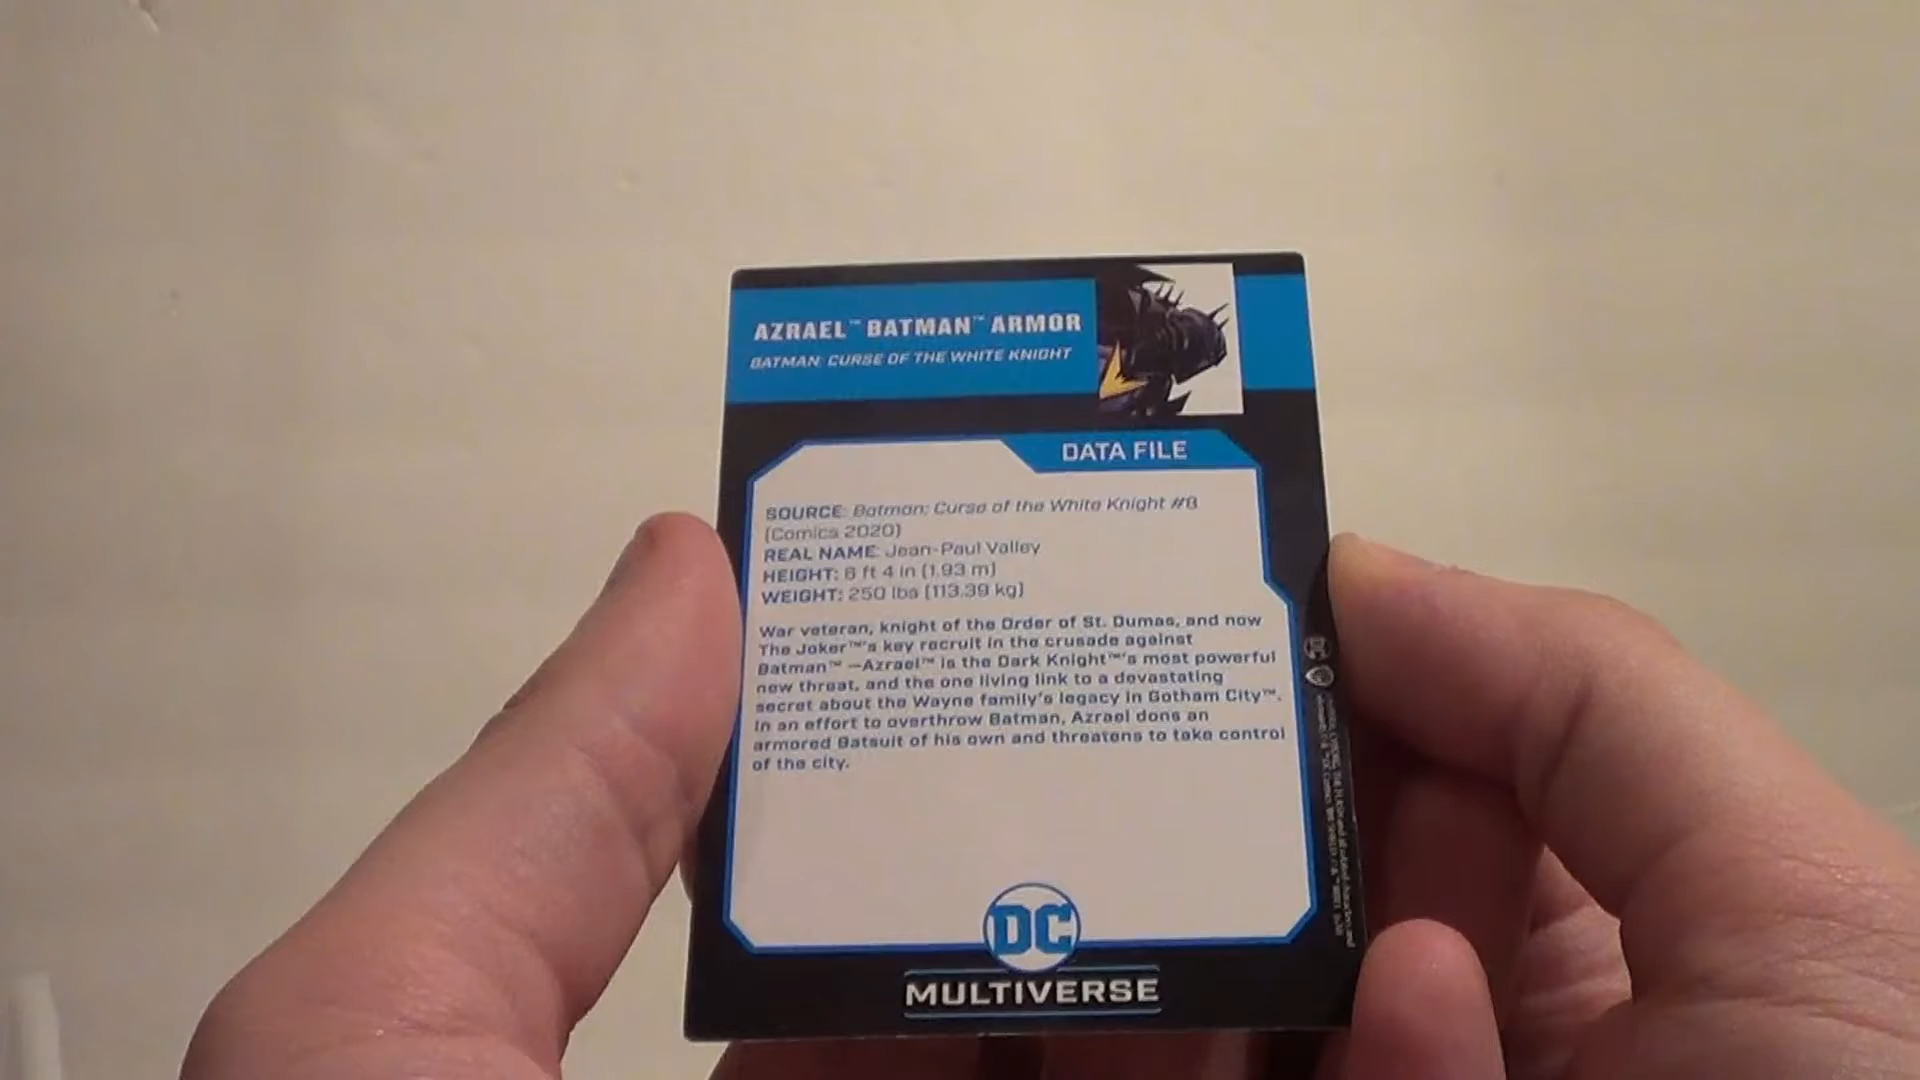 AZRAEL™ BATMAN™ ARMOR
BATMAN: CURSE OF THE WHITE KNIGHT
DATA FILE
SOURCE: Batman: Curse of the White Knight #8
(Comics 2020)
REAL NAME: Jean-Paul Valley
HEIGHT: 6 ft 4 in (1.93 m)
WEIGHT: 250 lbs (113.39 kg)
War veteran, knight of the Order of St. Dumas, and now
The Joker™'s key recruit in the crusade against
Batman™ —Azrael™ is the Dark Knight™'s most powerful
new threat, and the one living link to a devastating
secret about the Wayne family's legacy in Gotham City™.
In an effort to overthrow Batman, Azrael dons an
armored Batsuit of his own and threatens to take control
of the city.
DC
MULTIVERSE
DC